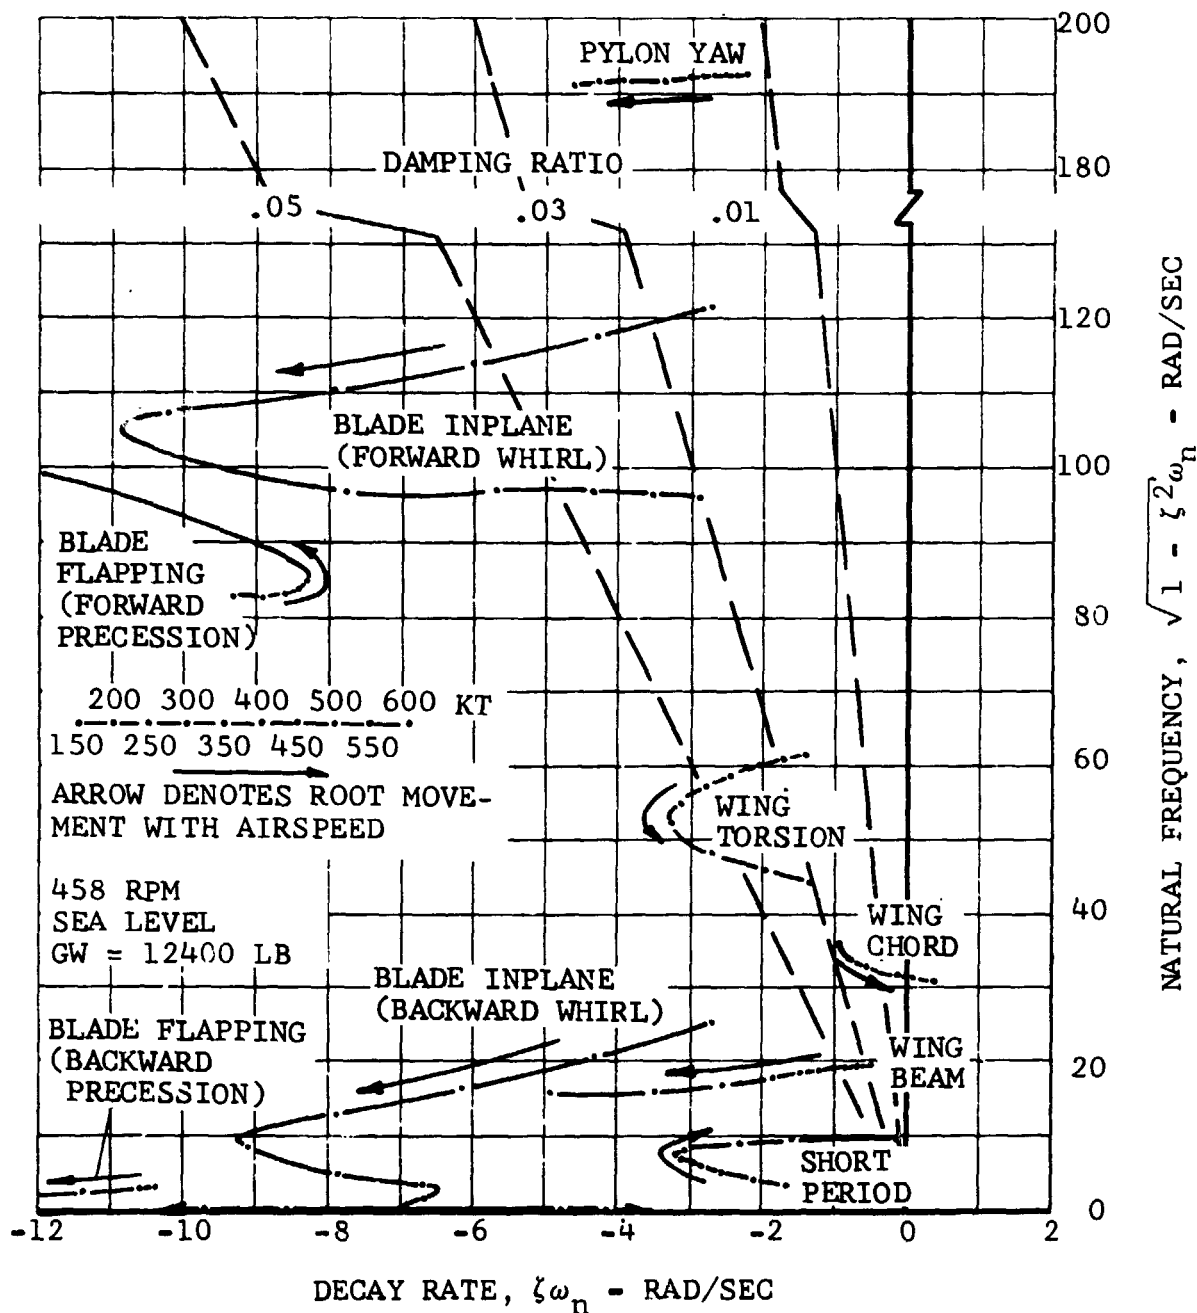 200
PYLON YAW
DAMPING RATIO
180
.05
.03
.01
120
BLADE INPLANE
(FORWARD WHIRL)
100
BLADE
FLAPPING
(FORWARD
PRECESSION)
80
200 300 400 500 600 KT
150 250 350 450 550
60
ARROW DENOTES ROOT MOVE-
MENT WITH AIRSPEED
WING
TORSION
458 RPM
SEA LEVEL
GW = 12400 LB
40
WING
CHORD
BLADE INPLANE
(BACKWARD WHIRL)
BLADE FLAPPING
(BACKWARD
PRECESSION)
WING
BEAM
20
SHORT
PERIOD
0
-12 -10 -8 -6 -4 -2 0 2
DECAY RATE, ζωn - RAD/SEC
NATURAL FREQUENCY, √1 - ζ²ωn - RAD/SEC